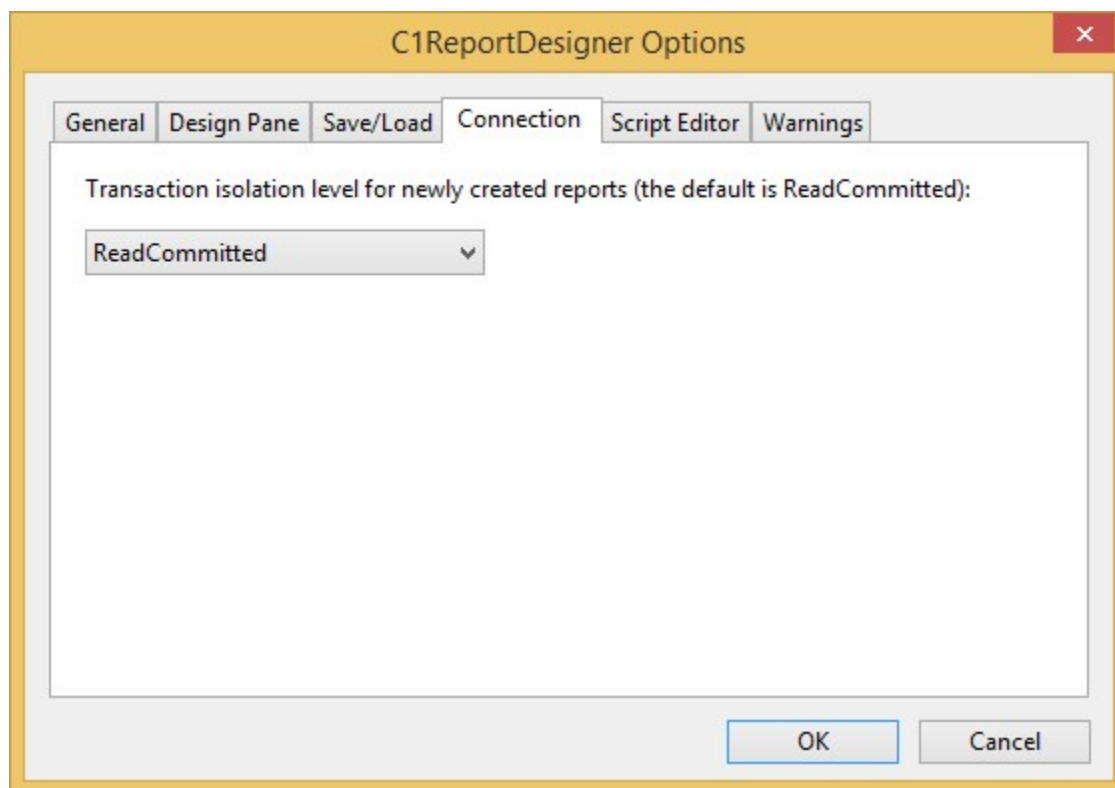 C1ReportDesigner Options
General Design Pane Save/Load Connection Script Editor Warnings
Transaction isolation level for newly created reports (the default is ReadCommitted):
ReadCommitted
OK Cancel